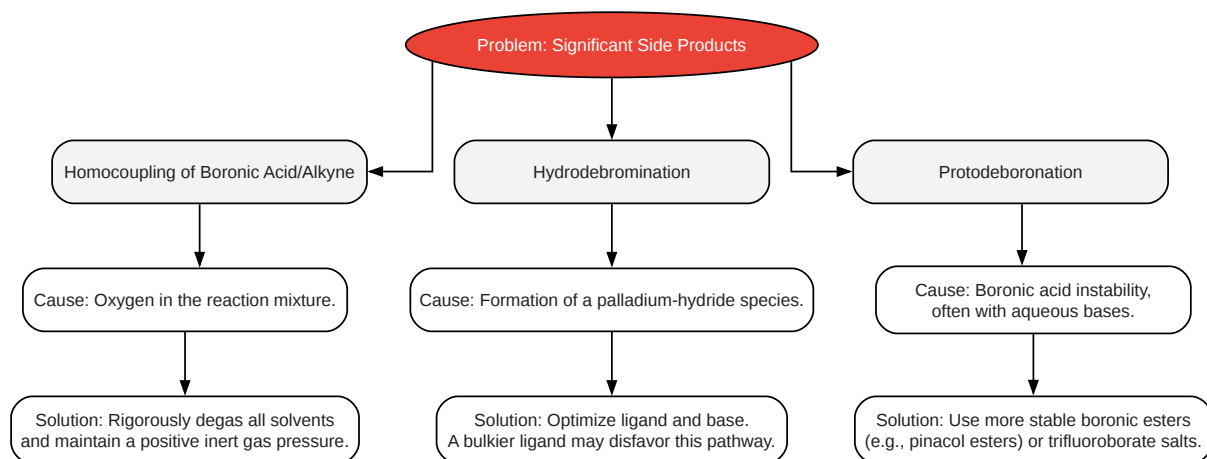 Problem: Significant Side Products
Homocoupling of Boronic Acid/Alkyne
Hydrodebromination
Protodeboronation
Cause: Oxygen in the reaction mixture.
Cause: Formation of a palladium-hydride species.
Cause: Boronic acid instability,
often with aqueous bases.
Solution: Rigorously degas all solvents
and maintain a positive inert gas pressure.
Solution: Optimize ligand and base.
A bulkier ligand may disfavor this pathway.
Solution: Use more stable boronic esters
(e.g., pinacol esters) or trifluoroborate salts.